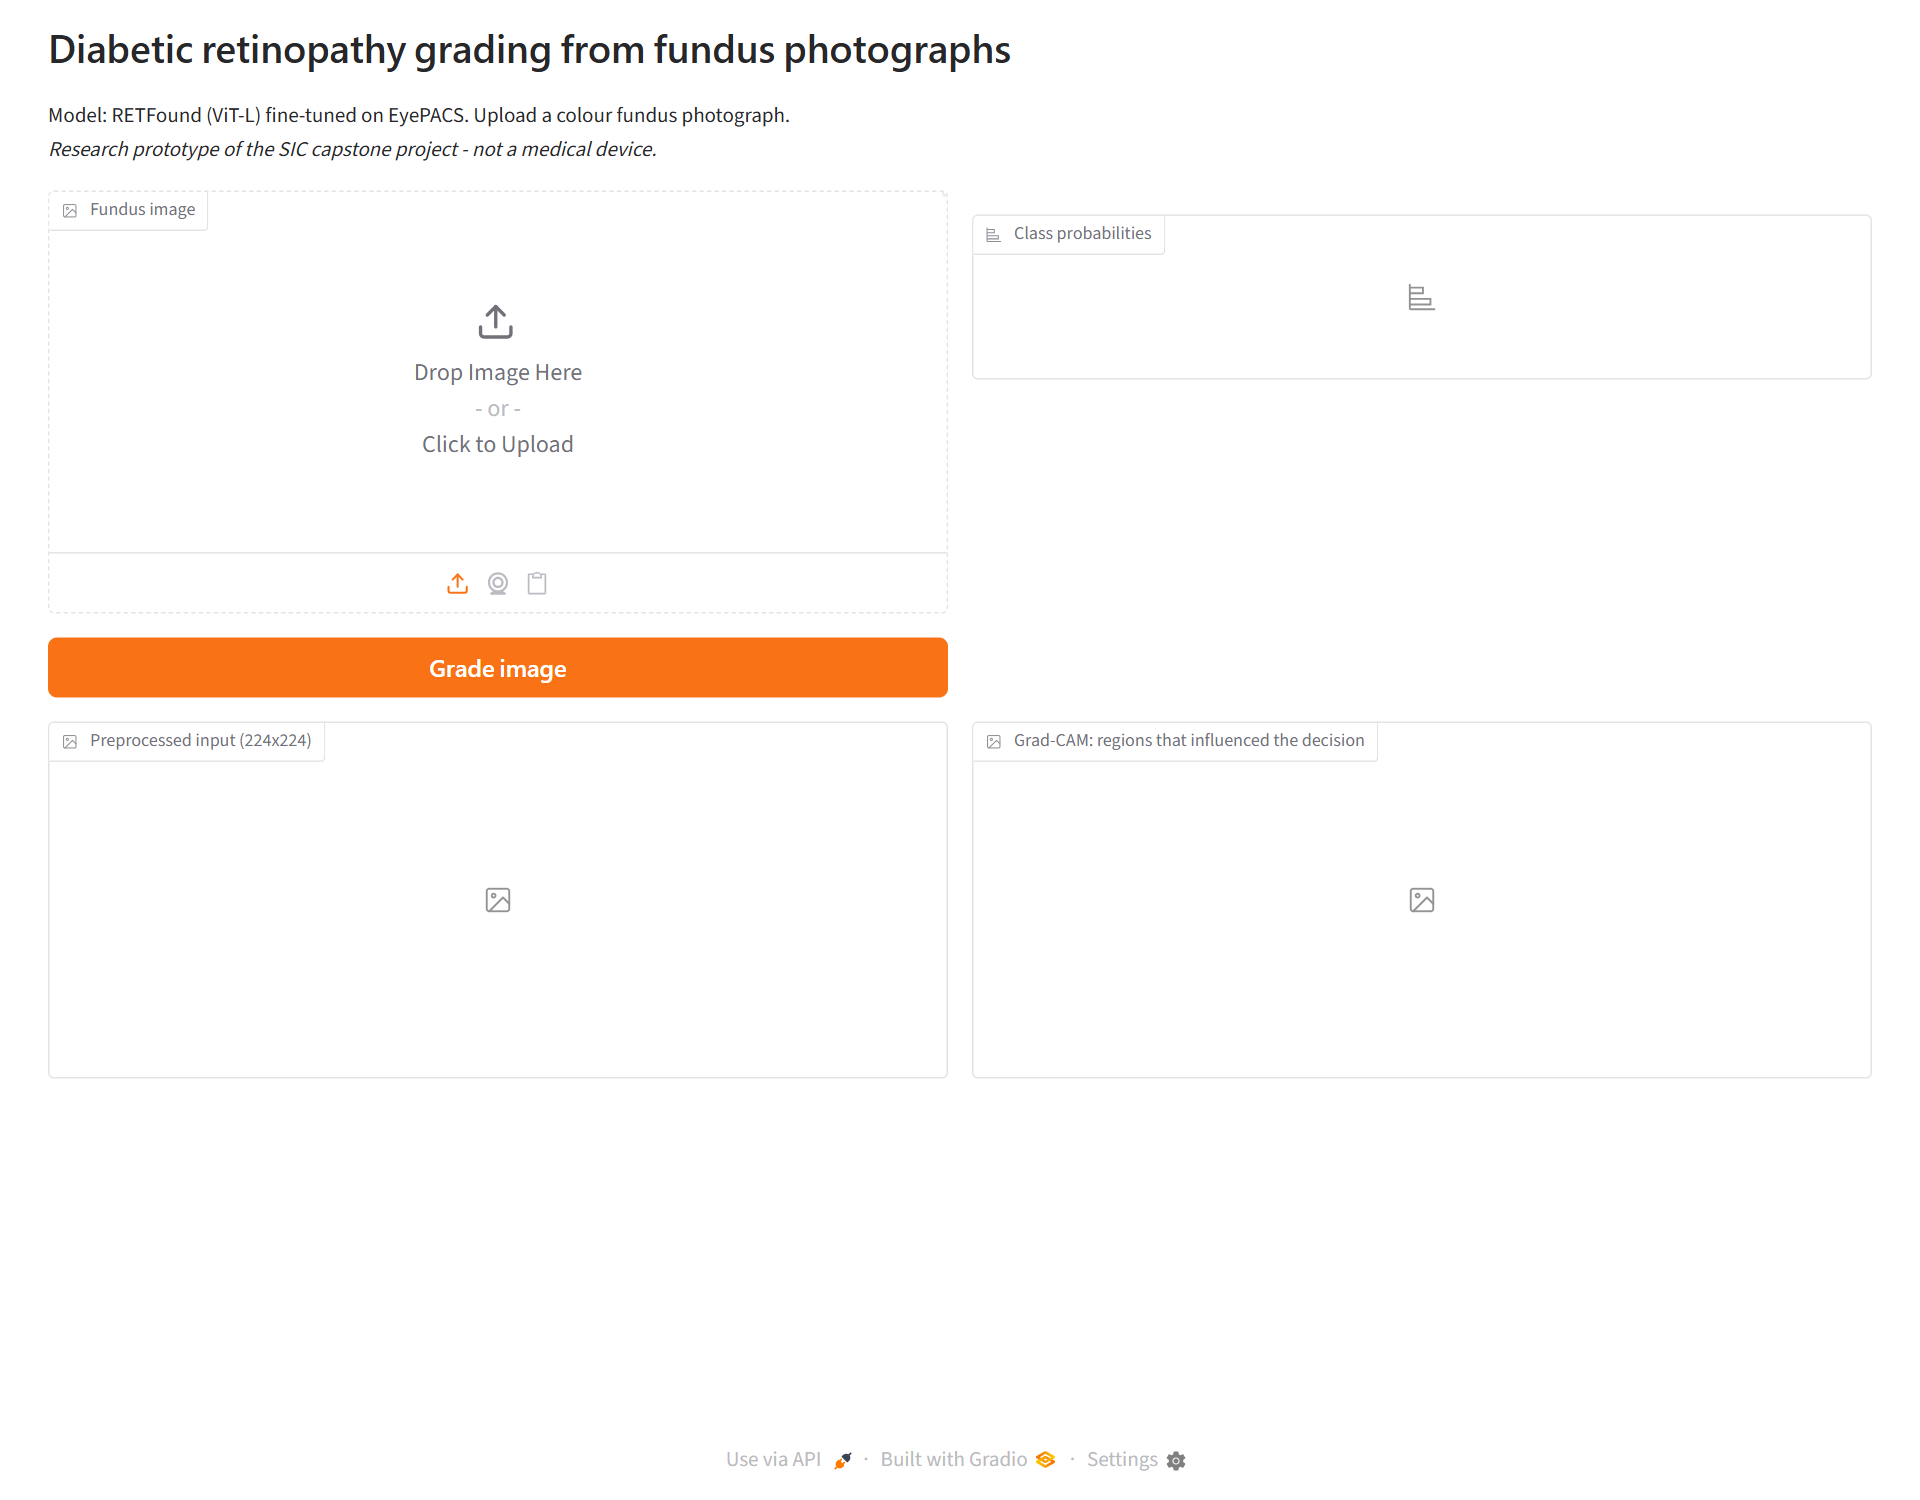 Diabetic retinopathy grading from fundus photographs
Model: RETFound (ViT-L) fine-tuned on EyePACS. Upload a colour fundus photograph.
Research prototype of the SIC capstone project - not a medical device.
Fundus image
Drop Image Here
- or -
Click to Upload
Grade image
Class probabilities
Preprocessed input (224x224)
Grad-CAM: regions that influenced the decision
Use via API · Built with Gradio · Settings